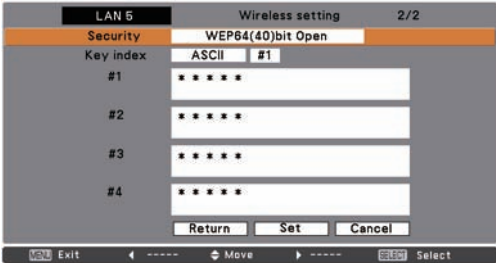 LAN 5 Wireless setting 2/2
Security WEP64(40)bit Open
Key index ASCII #1
#1 * * * * *
#2 * * * * *
#3 * * * * *
#4 * * * * *
Return Set Cancel
MENU Exit ◀ ----- ◆ Move ▶ ----- SELECT Select